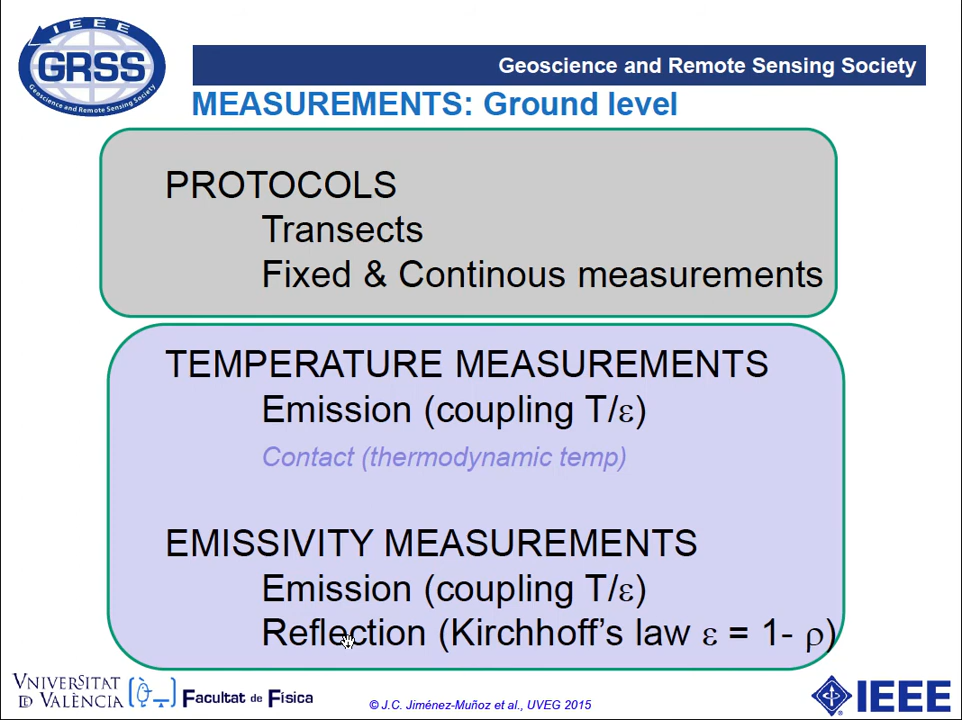 IEEE
GRSS
Geoscience and Remote Sensing Society
Geoscience and Remote Sensing Society
MEASUREMENTS: Ground level
PROTOCOLS
Transects
Fixed & Continous measurements
TEMPERATURE MEASUREMENTS
Emission (coupling T/ε)
Contact (thermodynamic temp)
EMISSIVITY MEASUREMENTS
Emission (coupling T/ε)
Reflection (Kirchhoff's law ε = 1- ρ)
VNIVERSITAT
D VALÈNCIA
Facultat de Física
© J.C. Jiménez-Muñoz et al., UVEG 2015
IEEE